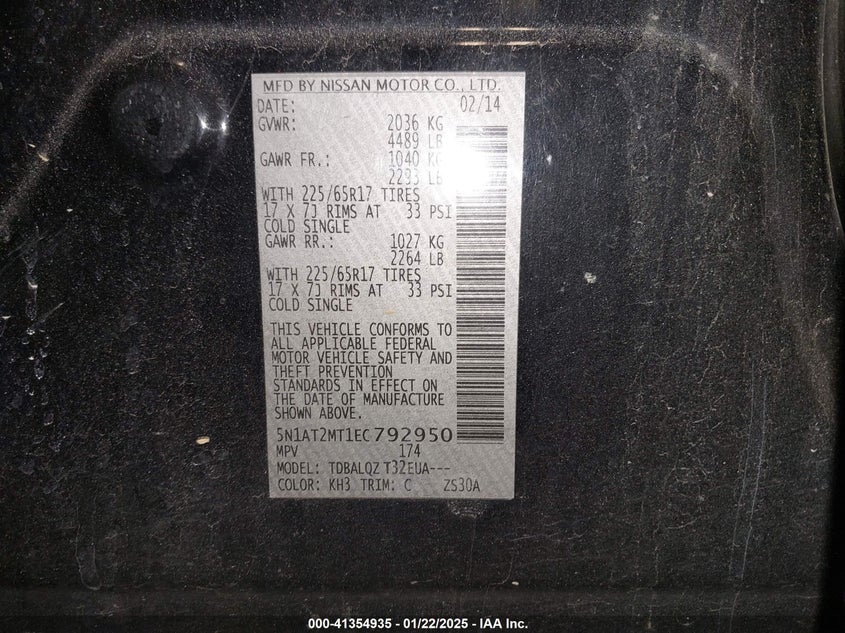 MFD BY NISSAN MOTOR CO., LTD.
DATE: 02/14
GVWR: 2036 KG
4489 LB
GAWR FR.: 1040 KG
2293 LB
WITH 225/65R17 TIRES
17 X 7J RIMS AT 33 PSI
COLD SINGLE
GAWR RR.: 1027 KG
2264 LB
WITH 225/65R17 TIRES
17 X 7J RIMS AT 33 PSI
COLD SINGLE
THIS VEHICLE CONFORMS TO
ALL APPLICABLE FEDERAL
MOTOR VEHICLE SAFETY AND
THEFT PREVENTION
STANDARDS IN EFFECT ON
THE DATE OF MANUFACTURE
SHOWN ABOVE.
5N1AT2MT1EC792950
MPV 174
MODEL: TDBALQZ T32EUA---
COLOR: KH3 TRIM: C ZS30A
000-41354935 - 01/22/2025 - IAA Inc.